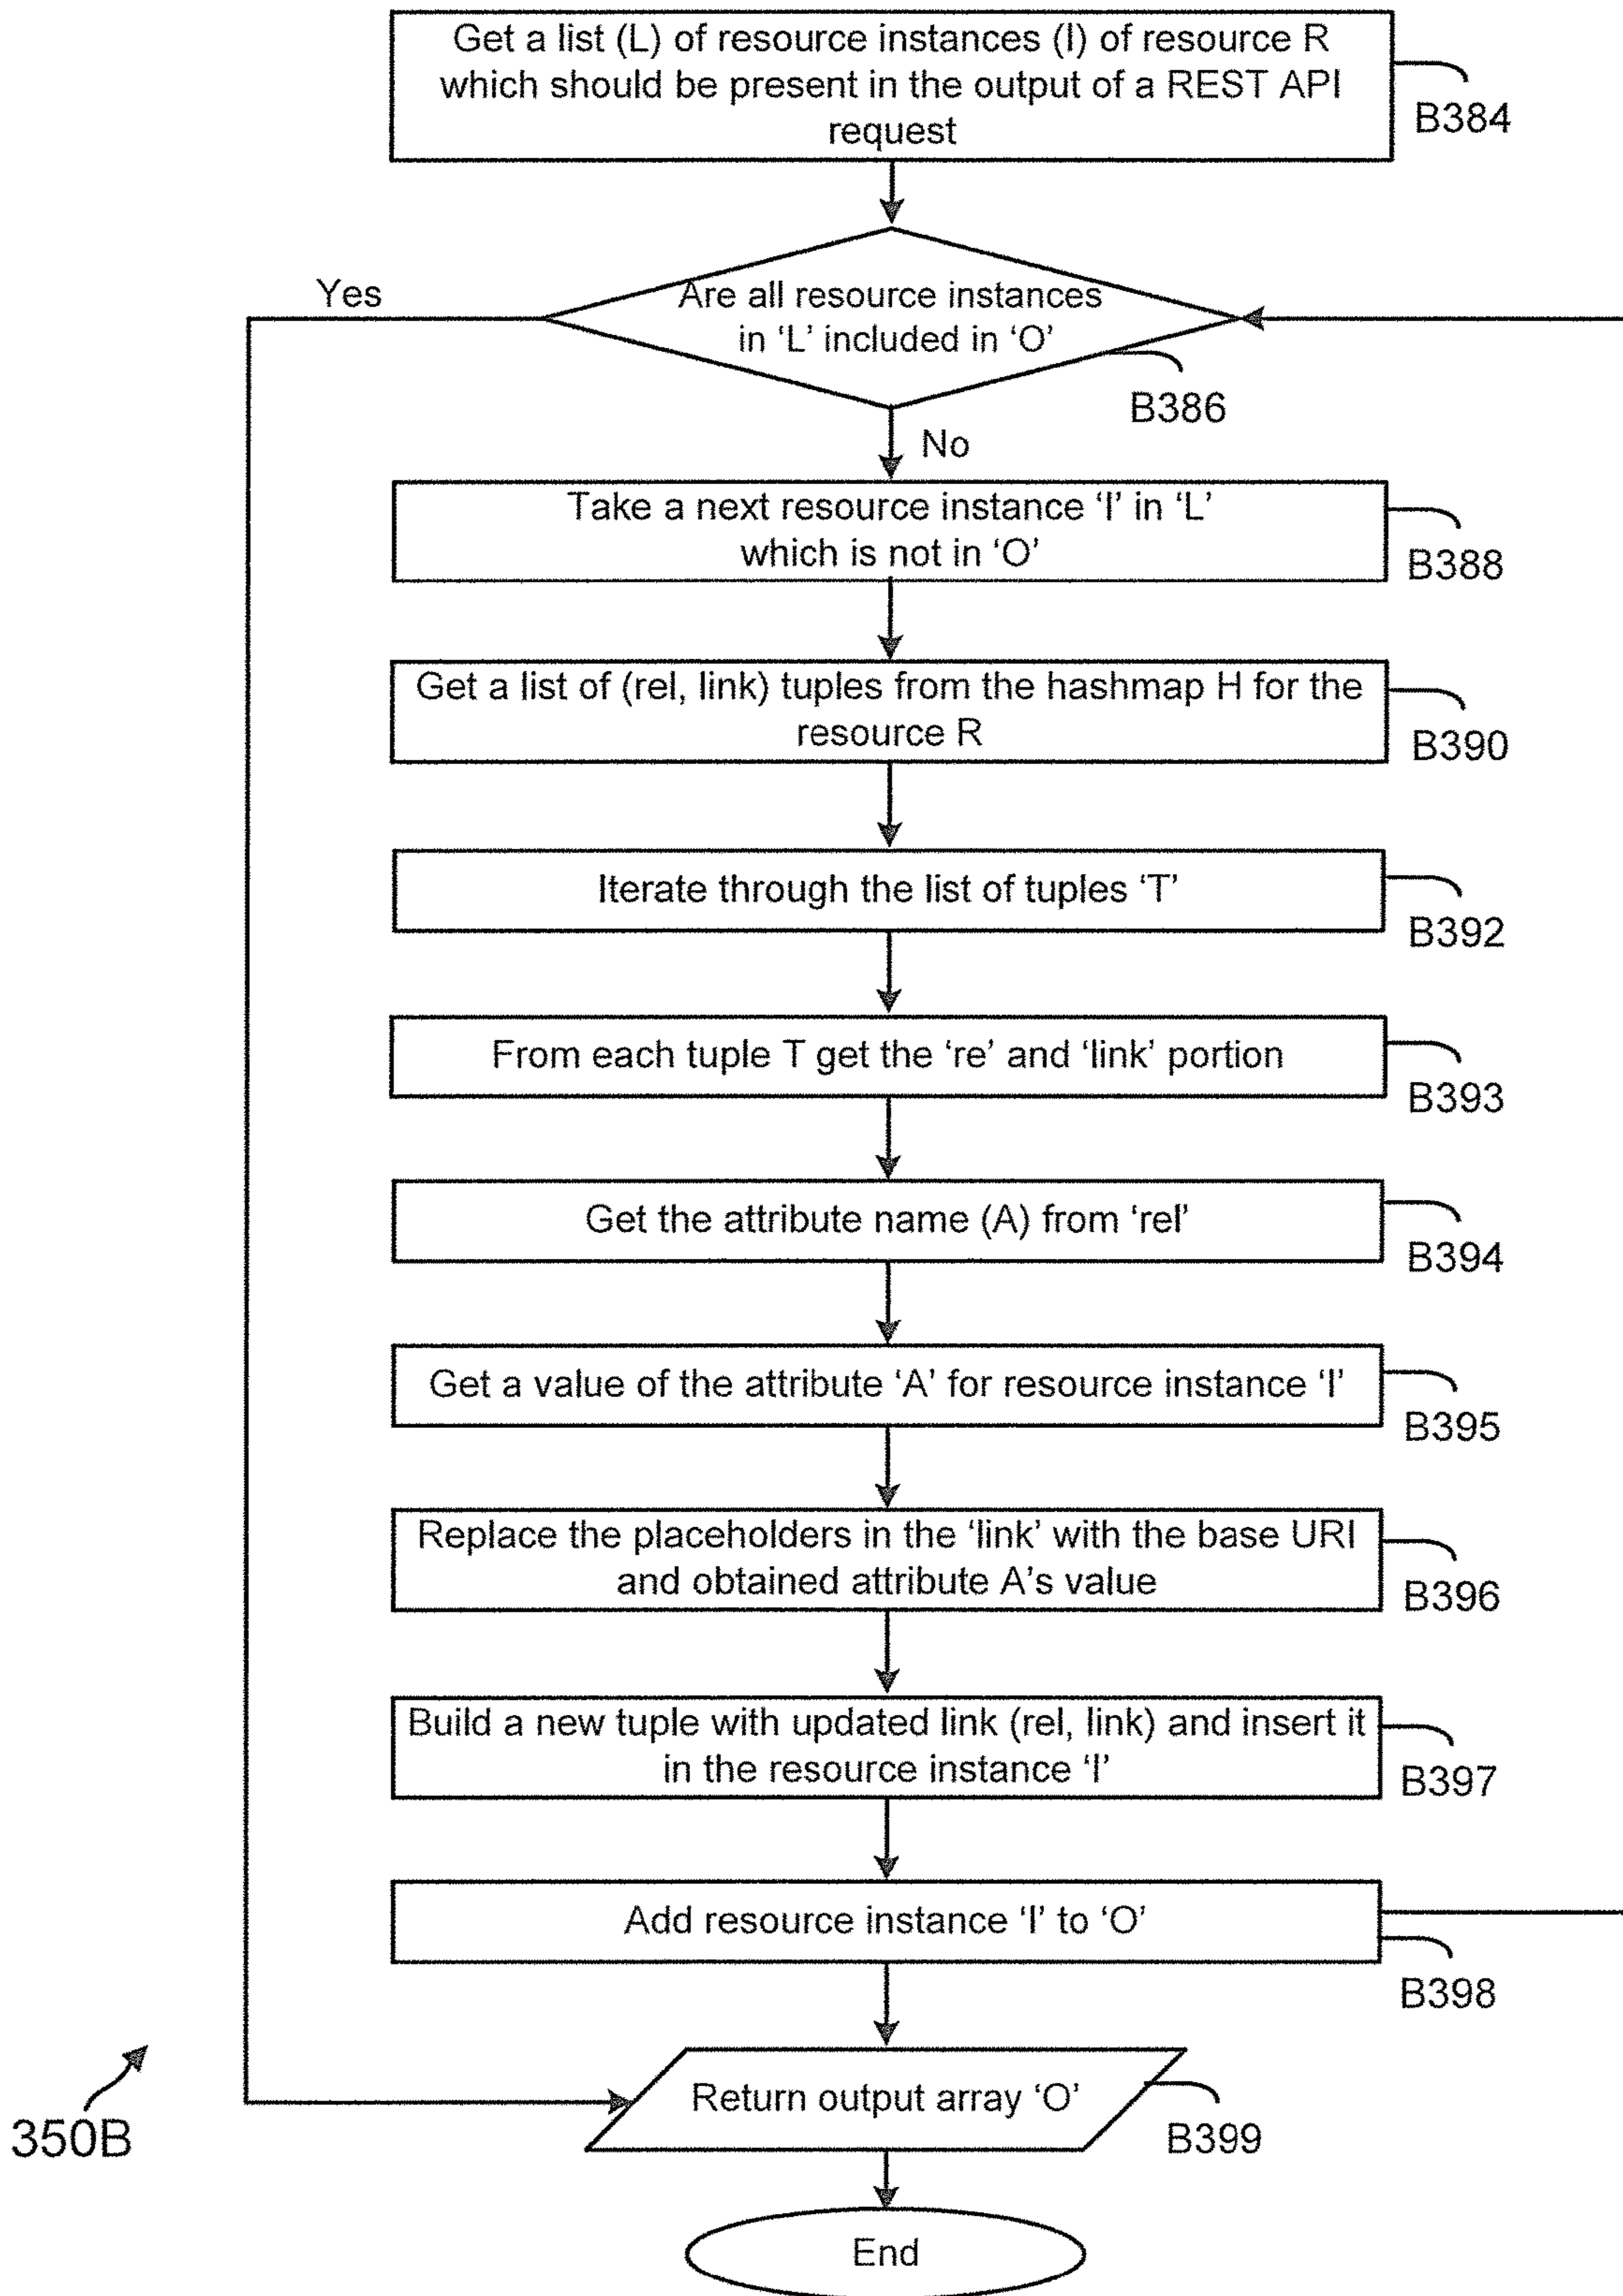 Get a list (L) of resource instances (I) of resource R
which should be present in the output of a REST API
request
B384
Yes
Are all resource instances
in ‘L’ included in ‘O’
B386
No
Take a next resource instance ‘I’ in ‘L’
which is not in ‘O’
B388
Get a list of (rel, link) tuples from the hashmap H for the
resource R
B390
Iterate through the list of tuples ‘T’
B392
From each tuple T get the ‘re’ and ‘link’ portion
B393
Get the attribute name (A) from ‘rel’
B394
Get a value of the attribute ‘A’ for resource instance ‘I’
B395
Replace the placeholders in the ‘link’ with the base URI
and obtained attribute A’s value
B396
Build a new tuple with updated link (rel, link) and insert it
in the resource instance ‘I’
B397
Add resource instance ‘I’ to ‘O’
B398
Return output array ‘O’
B399
350B
End